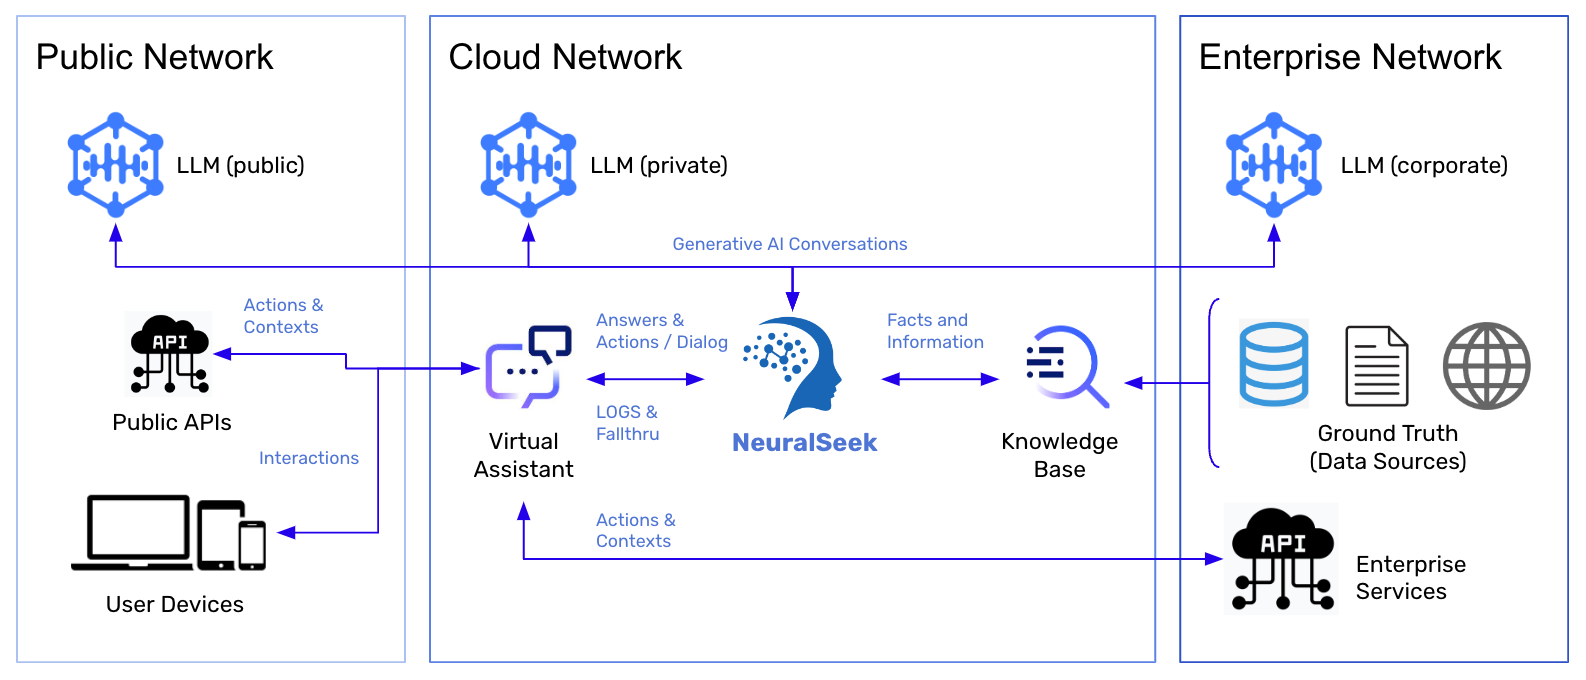 Public Network
LLM (public)
Actions &
Contexts
API
Public APIs
Interactions
User Devices
Cloud Network
LLM (private)
Generative AI Conversations
Answers &
Actions / Dialog
LOGS &
Fallthru
Virtual
Assistant
NeuralSeek
Facts and
Information
Knowledge
Base
Actions &
Contexts
Enterprise Network
LLM (corporate)
Ground Truth
(Data Sources)
API
Enterprise
Services